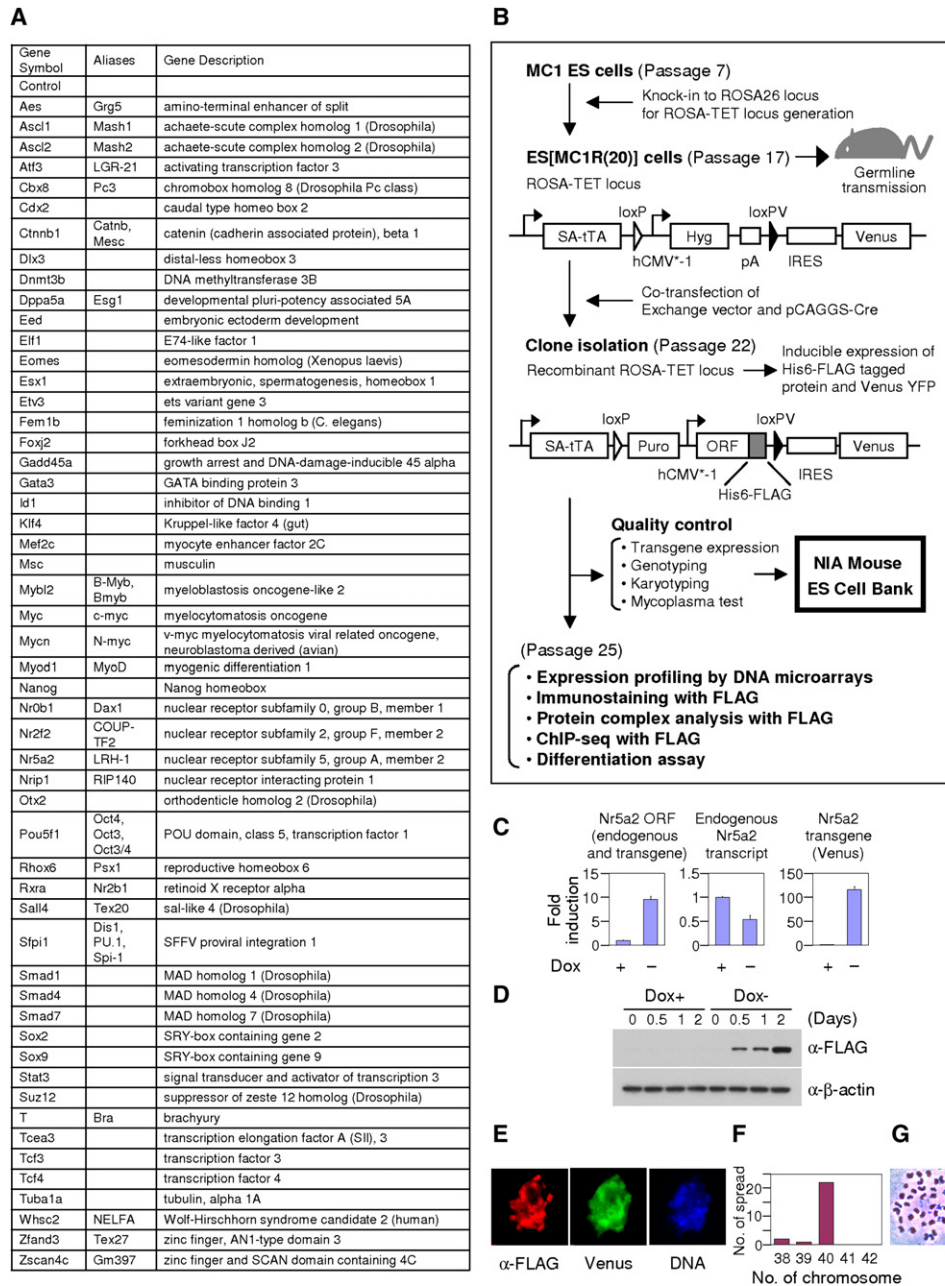 A
Gene Symbol Aliases Gene Description
Control
Aes Grg5 amino-terminal enhancer of split
Ascl1 Mash1 achaete-scute complex homolog 1 (Drosophila)
Ascl2 Mash2 achaete-scute complex homolog 2 (Drosophila)
Atf3 LGR-21 activating transcription factor 3
Cbx8 Pc3 chromobox homolog 8 (Drosophila Pc class)
Cdx2 caudal type homeo box 2
Ctnnb1 Catnb, Mesc catenin (cadherin associated protein), beta 1
Dlx3 distal-less homeobox 3
Dnmt3b DNA methyltransferase 3B
Dppa5a Esg1 developmental pluri-potency associated 5A
Eed embryonic ectoderm development
Elf1 E74-like factor 1
Eomes eomesodermin homolog (Xenopus laevis)
Esx1 extraembryonic, spermatogenesis, homeobox 1
Etv3 ets variant gene 3
Fem1b feminization 1 homolog b (C. elegans)
Foxj2 forkhead box J2
Gadd45a growth arrest and DNA-damage-inducible 45 alpha
Gata3 GATA binding protein 3
Id1 inhibitor of DNA binding 1
Klf4 Kruppel-like factor 4 (gut)
Mef2c myocyte enhancer factor 2C
Msc musculin
Mybl2 B-Myb, Bmyb myeloblastosis oncogene-like 2
Myc c-myc myelocytomatosis oncogene
Mycn N-myc v-myc myelocytomatosis viral related oncogene, neuroblastoma derived (avian)
Myod1 MyoD myogenic differentiation 1
Nanog Nanog homeobox
Nr0b1 Dax1 nuclear receptor subfamily 0, group B, member 1
Nr2f2 COUP-TF2 nuclear receptor subfamily 2, group F, member 2
Nr5a2 LRH-1 nuclear receptor subfamily 5, group A, member 2
Nrip1 RIP140 nuclear receptor interacting protein 1
Otx2 orthodenticle homolog 2 (Drosophila)
Pou5f1 Oct4, Oct3, Oct3/4 POU domain, class 5, transcription factor 1
Rhox6 Psx1 reproductive homeobox 6
Rxra Nr2b1 retinoid X receptor alpha
Sall4 Tex20 sal-like 4 (Drosophila)
Sfpi1 Dis1, PU.1, Spi-1 SFFV proviral integration 1
Smad1 MAD homolog 1 (Drosophila)
Smad4 MAD homolog 4 (Drosophila)
Smad7 MAD homolog 7 (Drosophila)
Sox2 SRY-box containing gene 2
Sox9 SRY-box containing gene 9
Stat3 signal transducer and activator of transcription 3
Suz12 suppressor of zeste 12 homolog (Drosophila)
T Bra brachyury
Tcea3 transcription elongation factor A (SII), 3
Tcf3 transcription factor 3
Tcf4 transcription factor 4
Tuba1a tubulin, alpha 1A
Whsc2 NELFA Wolf-Hirschhorn syndrome candidate 2 (human)
Zfand3 Tex27 zinc finger, AN1-type domain 3
Zscan4c Gm397 zinc finger and SCAN domain containing 4C
B
MC1 ES cells (Passage 7)
Knock-in to ROSA26 locus
for ROSA-TET locus generation
ES[MC1R(20)] cells (Passage 17)
Germline
transmission
ROSA-TET locus
loxP loxPV
SA-tTA Hyg Venus
hCMV*-1 pA IRES
Co-transfection of
Exchange vector and pCAGGS-Cre
Clone isolation (Passage 22)
Recombinant ROSA-TET locus
Inducible expression of
His6-FLAG tagged
protein and Venus YFP
loxP loxPV
SA-tTA Puro ORF Venus
hCMV*-1 IRES
His6-FLAG
Quality control
• Transgene expression
• Genotyping
• Karyotyping
• Mycoplasma test
NIA Mouse
ES Cell Bank
(Passage 25)
• Expression profiling by DNA microarrays
• Immunostaining with FLAG
• Protein complex analysis with FLAG
• ChIP-seq with FLAG
• Differentiation assay
C
Nr5a2 ORF
(endogenous
and transgene)
Endogenous
Nr5a2
transcript
Nr5a2
transgene
(Venus)
Fold
induction
15 10 5 0
1.5 1 0.5 0
150 100 50 0
Dox + − + − + −
D
Dox+ Dox-
0 0.5 1 2 0 0.5 1 2 (Days)
α-FLAG
α-β-actin
E
α-FLAG Venus DNA
F
No. of spread
20 10 0
38 39 40 41 42
No. of chromosome
G